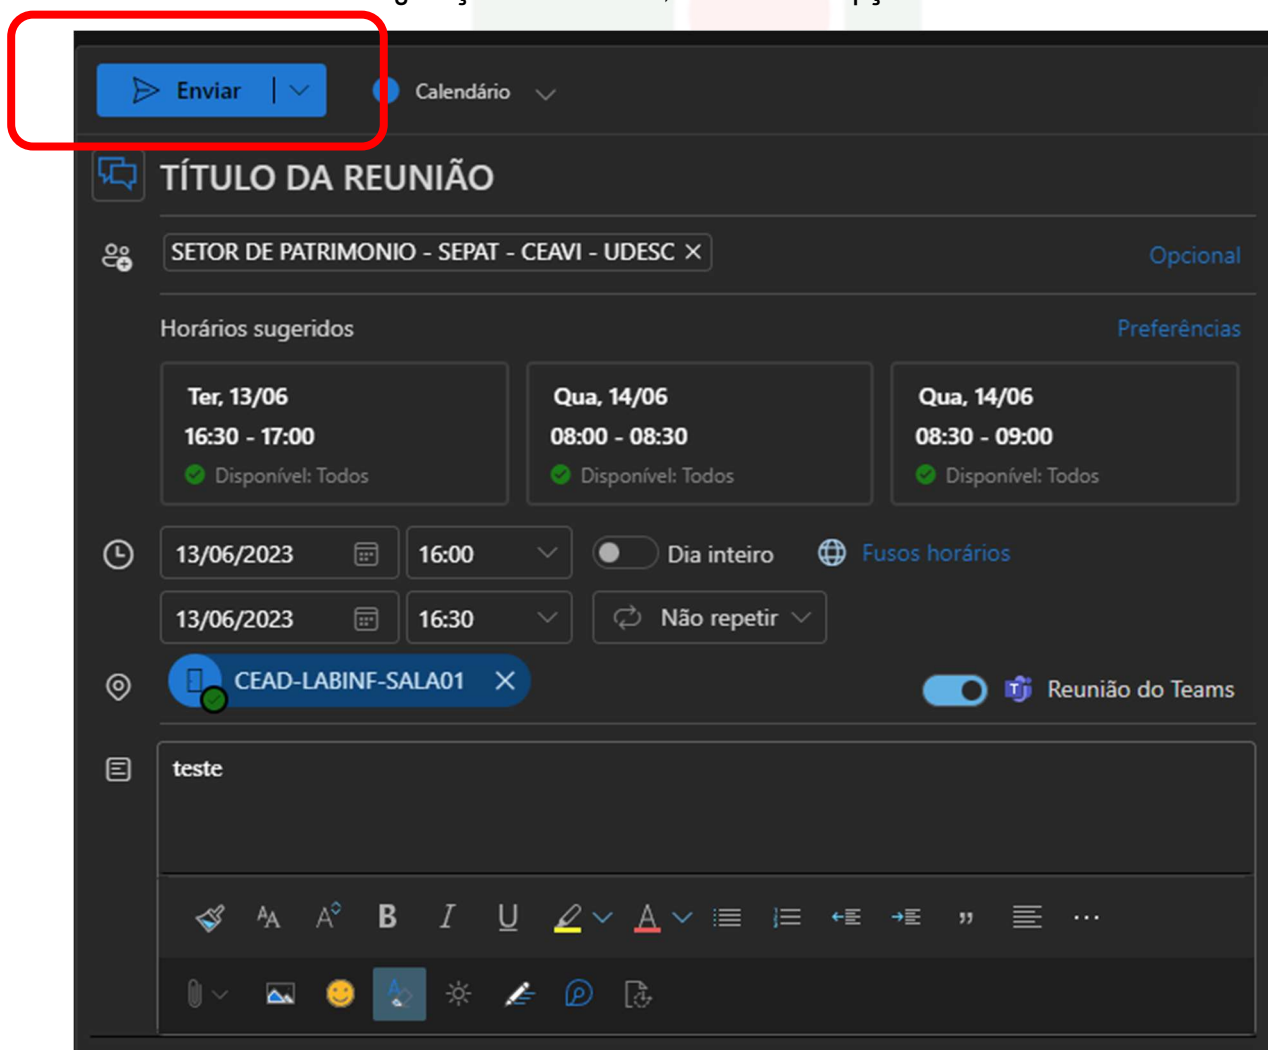 Enviar
Calendário
TÍTULO DA REUNIÃO
SETOR DE PATRIMONIO - SEPAT - CEAVI - UDESC
Opcional
Horários sugeridos
Preferências
Ter, 13/06
16:30 - 17:00
Disponível: Todos
Qua, 14/06
08:00 - 08:30
Disponível: Todos
Qua, 14/06
08:30 - 09:00
Disponível: Todos
13/06/2023
16:00
Dia inteiro
Fusos horários
13/06/2023
16:30
Não repetir
CEAD-LABINF-SALA01
Reunião do Teams
teste